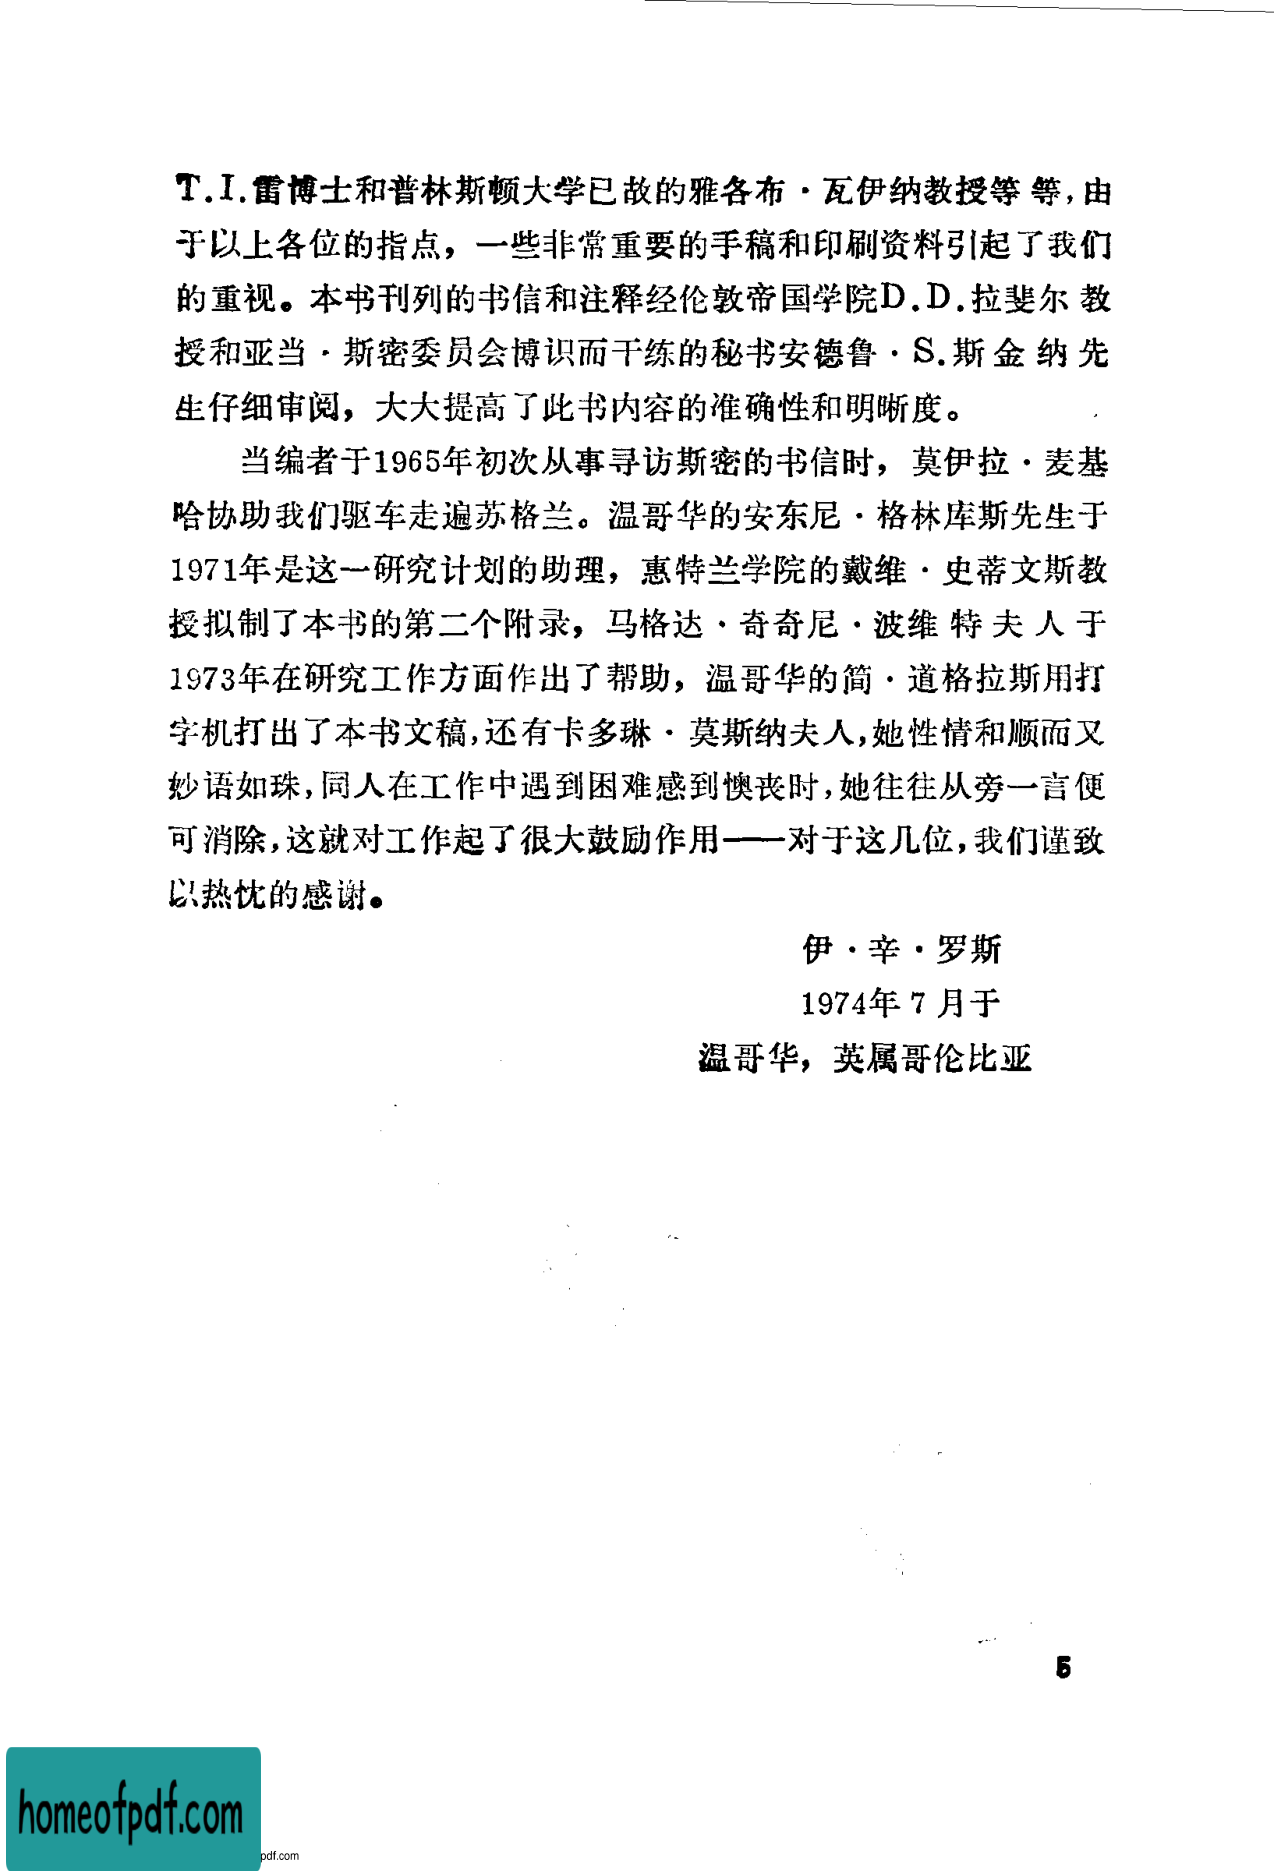 T.I.雷博士和普林斯顿大学已故的雅各布·瓦伊纳教授等等,由
于以上各位的指点，一些非常重要的手稿和印刷资料引起了我们
的重视。本书刊列的书信和注释经伦敦帝国学院D.D.拉斐尔教
授和亚当·斯密委员会博识而干练的秘书安德鲁·S.斯金纳先
生仔细审阅，大大提高了此书内容的准确性和明晰度。
当编者于1965年初次从事寻访斯密的书信时，莫伊拉·麦基
哈协助我们驱车走遍苏格兰。温哥华的安东尼·格林库斯先生于
1971年是这一研究计划的助理，惠特兰学院的戴维·史蒂文斯教
授拟制了本书的第二个附录，马格达·奇奇尼·波维特夫人于
1973年在研究工作方面作出了帮助，温哥华的简·道格拉斯用打
字机打出了本书文稿,还有卡多琳·莫斯纳夫人,她性情和顺而又
妙语如珠,同人在工作中遇到困难感到懊丧时,她往往从旁一言便
可消除,这就对工作起了很大鼓励作用——对于这几位,我们谨致
以热忱的感谢。
伊·辛·罗斯
1974年7月于
温哥华，英属哥伦比亚
5
homeofpdf.com
pdf.com